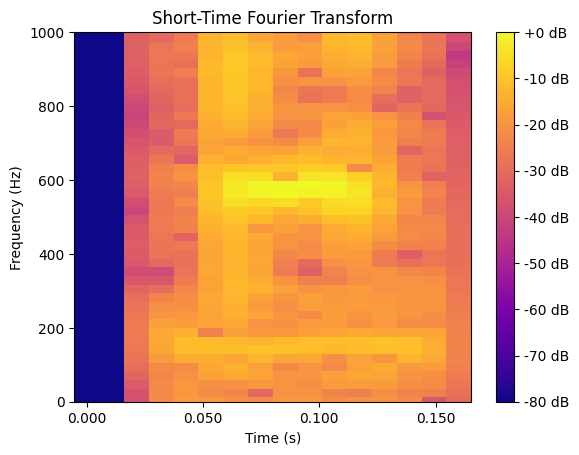 Short-Time Fourier Transform
1000
800
600
400
200
0
Frequency (Hz)
0.000
0.050
0.100
0.150
Time (s)
+0 dB
-10 dB
-20 dB
-30 dB
-40 dB
-50 dB
-60 dB
-70 dB
-80 dB